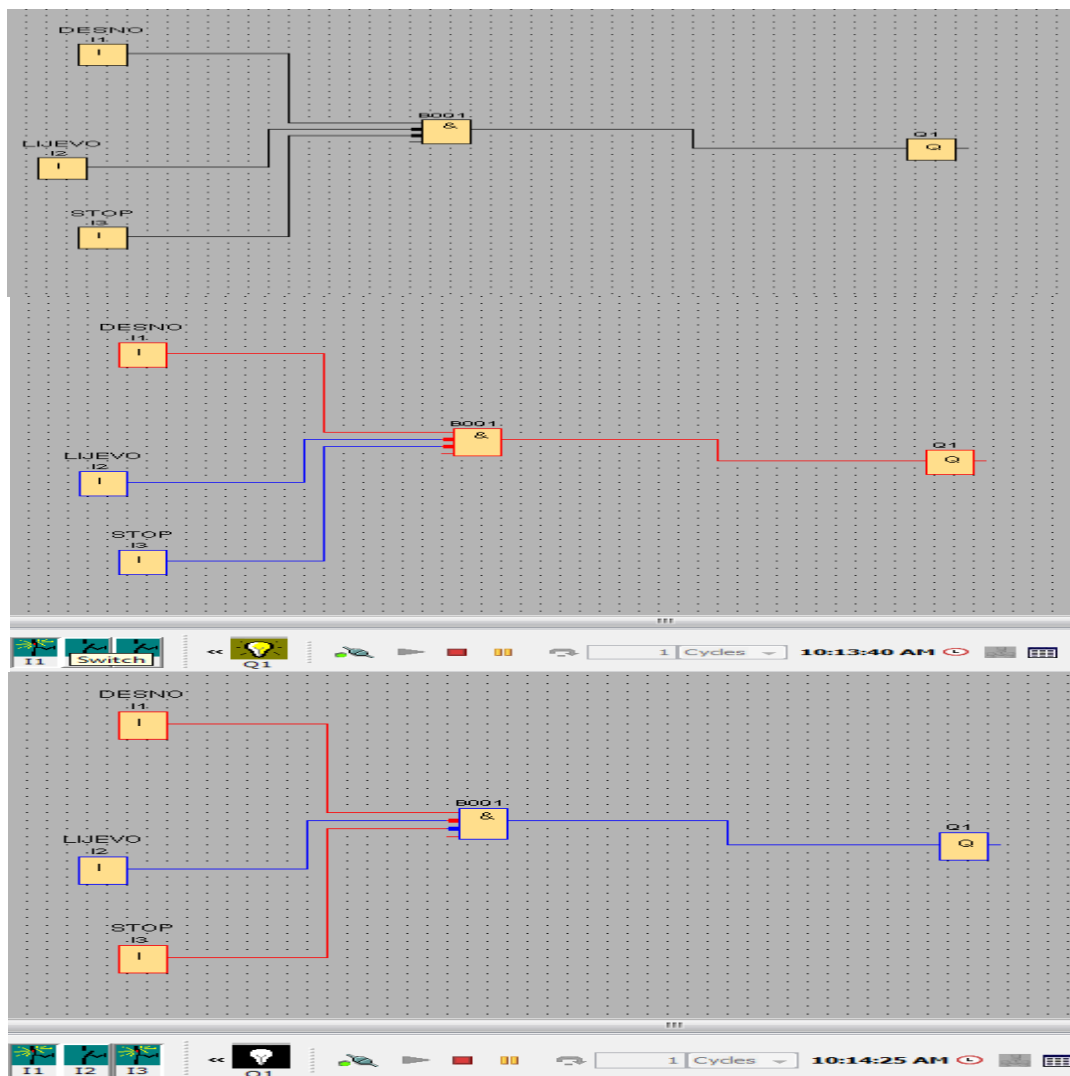 DESNO
I1
I
B001
&
Q1
Q
LIJEVO
I2
I
STOP
I3
I
DESNO
I1
I
B001
&
Q1
Q
LIJEVO
I2
I
STOP
I3
I
I1 Switch << Q1 1 Cycles 10:13:40 AM
DESNO
I1
I
B001
&
Q1
Q
LIJEVO
I2
I
STOP
I3
I
I1 I2 I3 << Q1 1 Cycles 10:14:25 AM